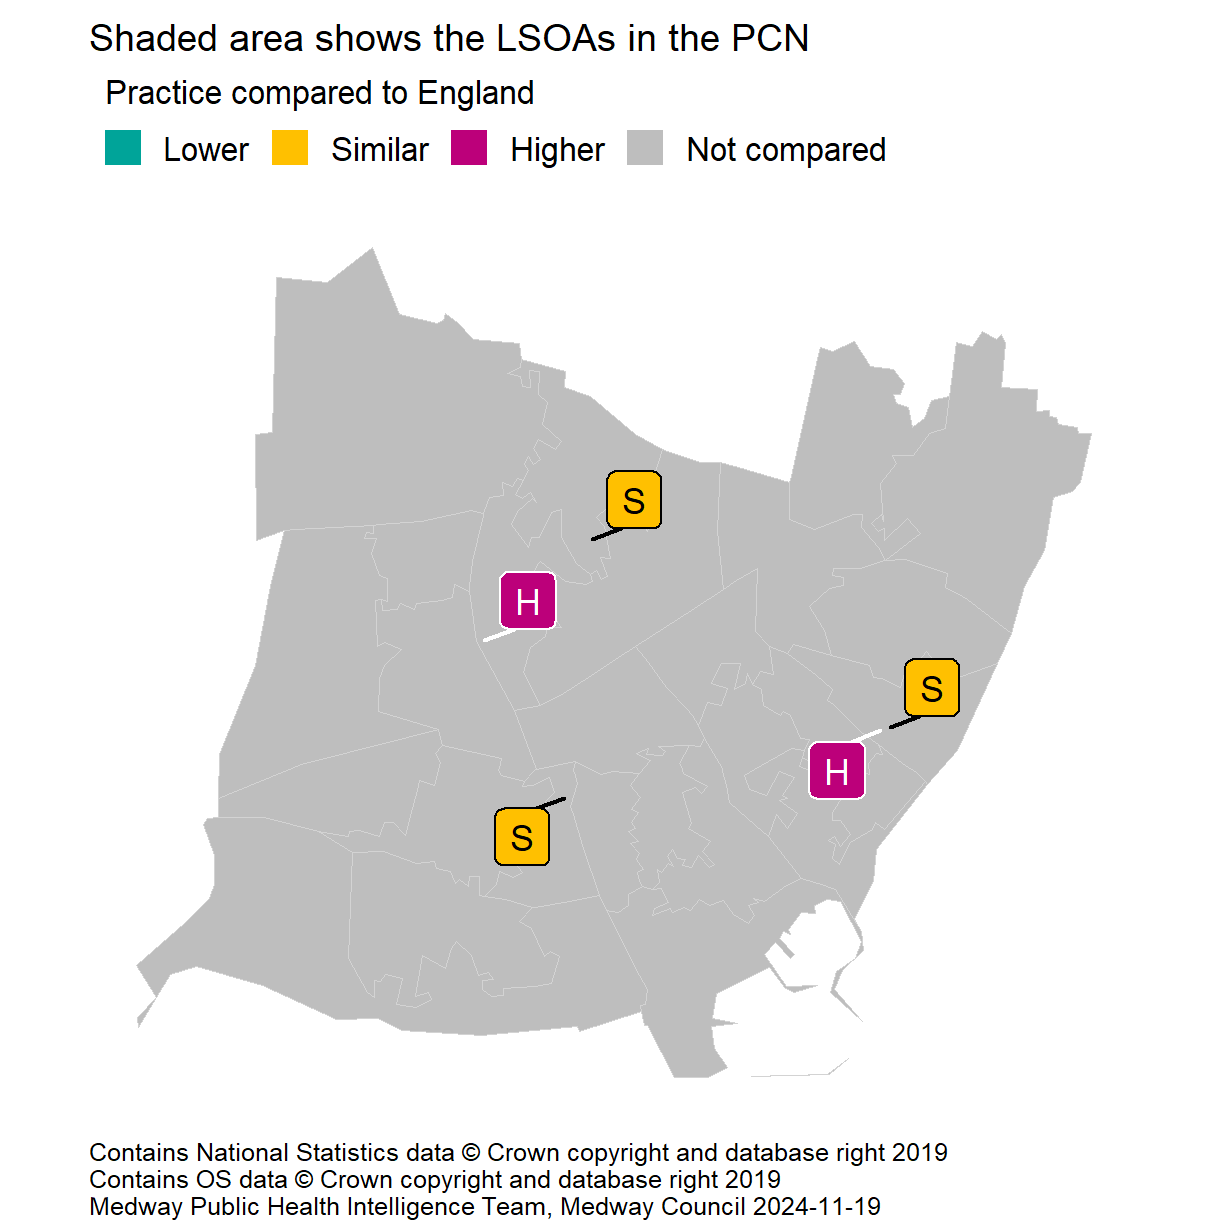 Shaded area shows the LSOAs in the PCN
Practice compared to England
Lower Similar Higher Not compared
S
H
S
H
S
Contains National Statistics data © Crown copyright and database right 2019
Contains OS data © Crown copyright and database right 2019
Medway Public Health Intelligence Team, Medway Council 2024-11-19